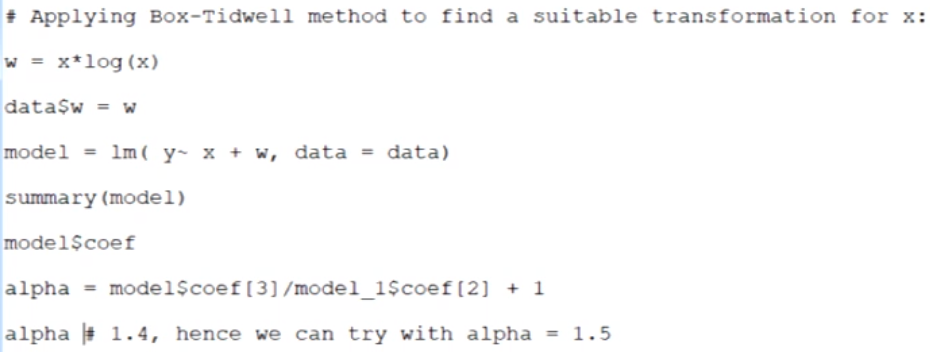 # Applying Box-Tidwell method to find a suitable transformation for x:
w = x*log(x)
data$w = w
model = lm( y~ x + w, data = data)
summary(model)
model$coef
alpha = model$coef[3]/model_1$coef[2] + 1
alpha # 1.4, hence we can try with alpha = 1.5